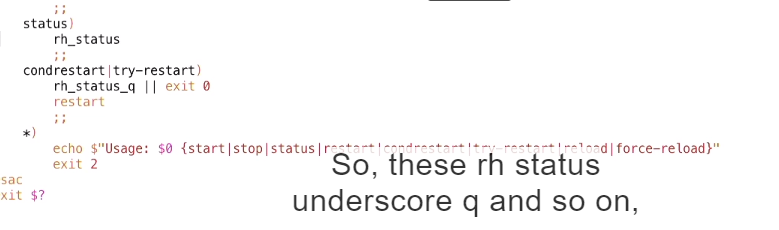 ;;
status)
rh_status
;;
condrestart|try-restart)
rh_status_q || exit 0
restart
;;
*)
echo $"Usage: $0 {start|stop|status|restart|condrestart|try-restart|reload|force-reload}"
exit 2
sac
xit $?
So, these rh status
underscore q and so on,